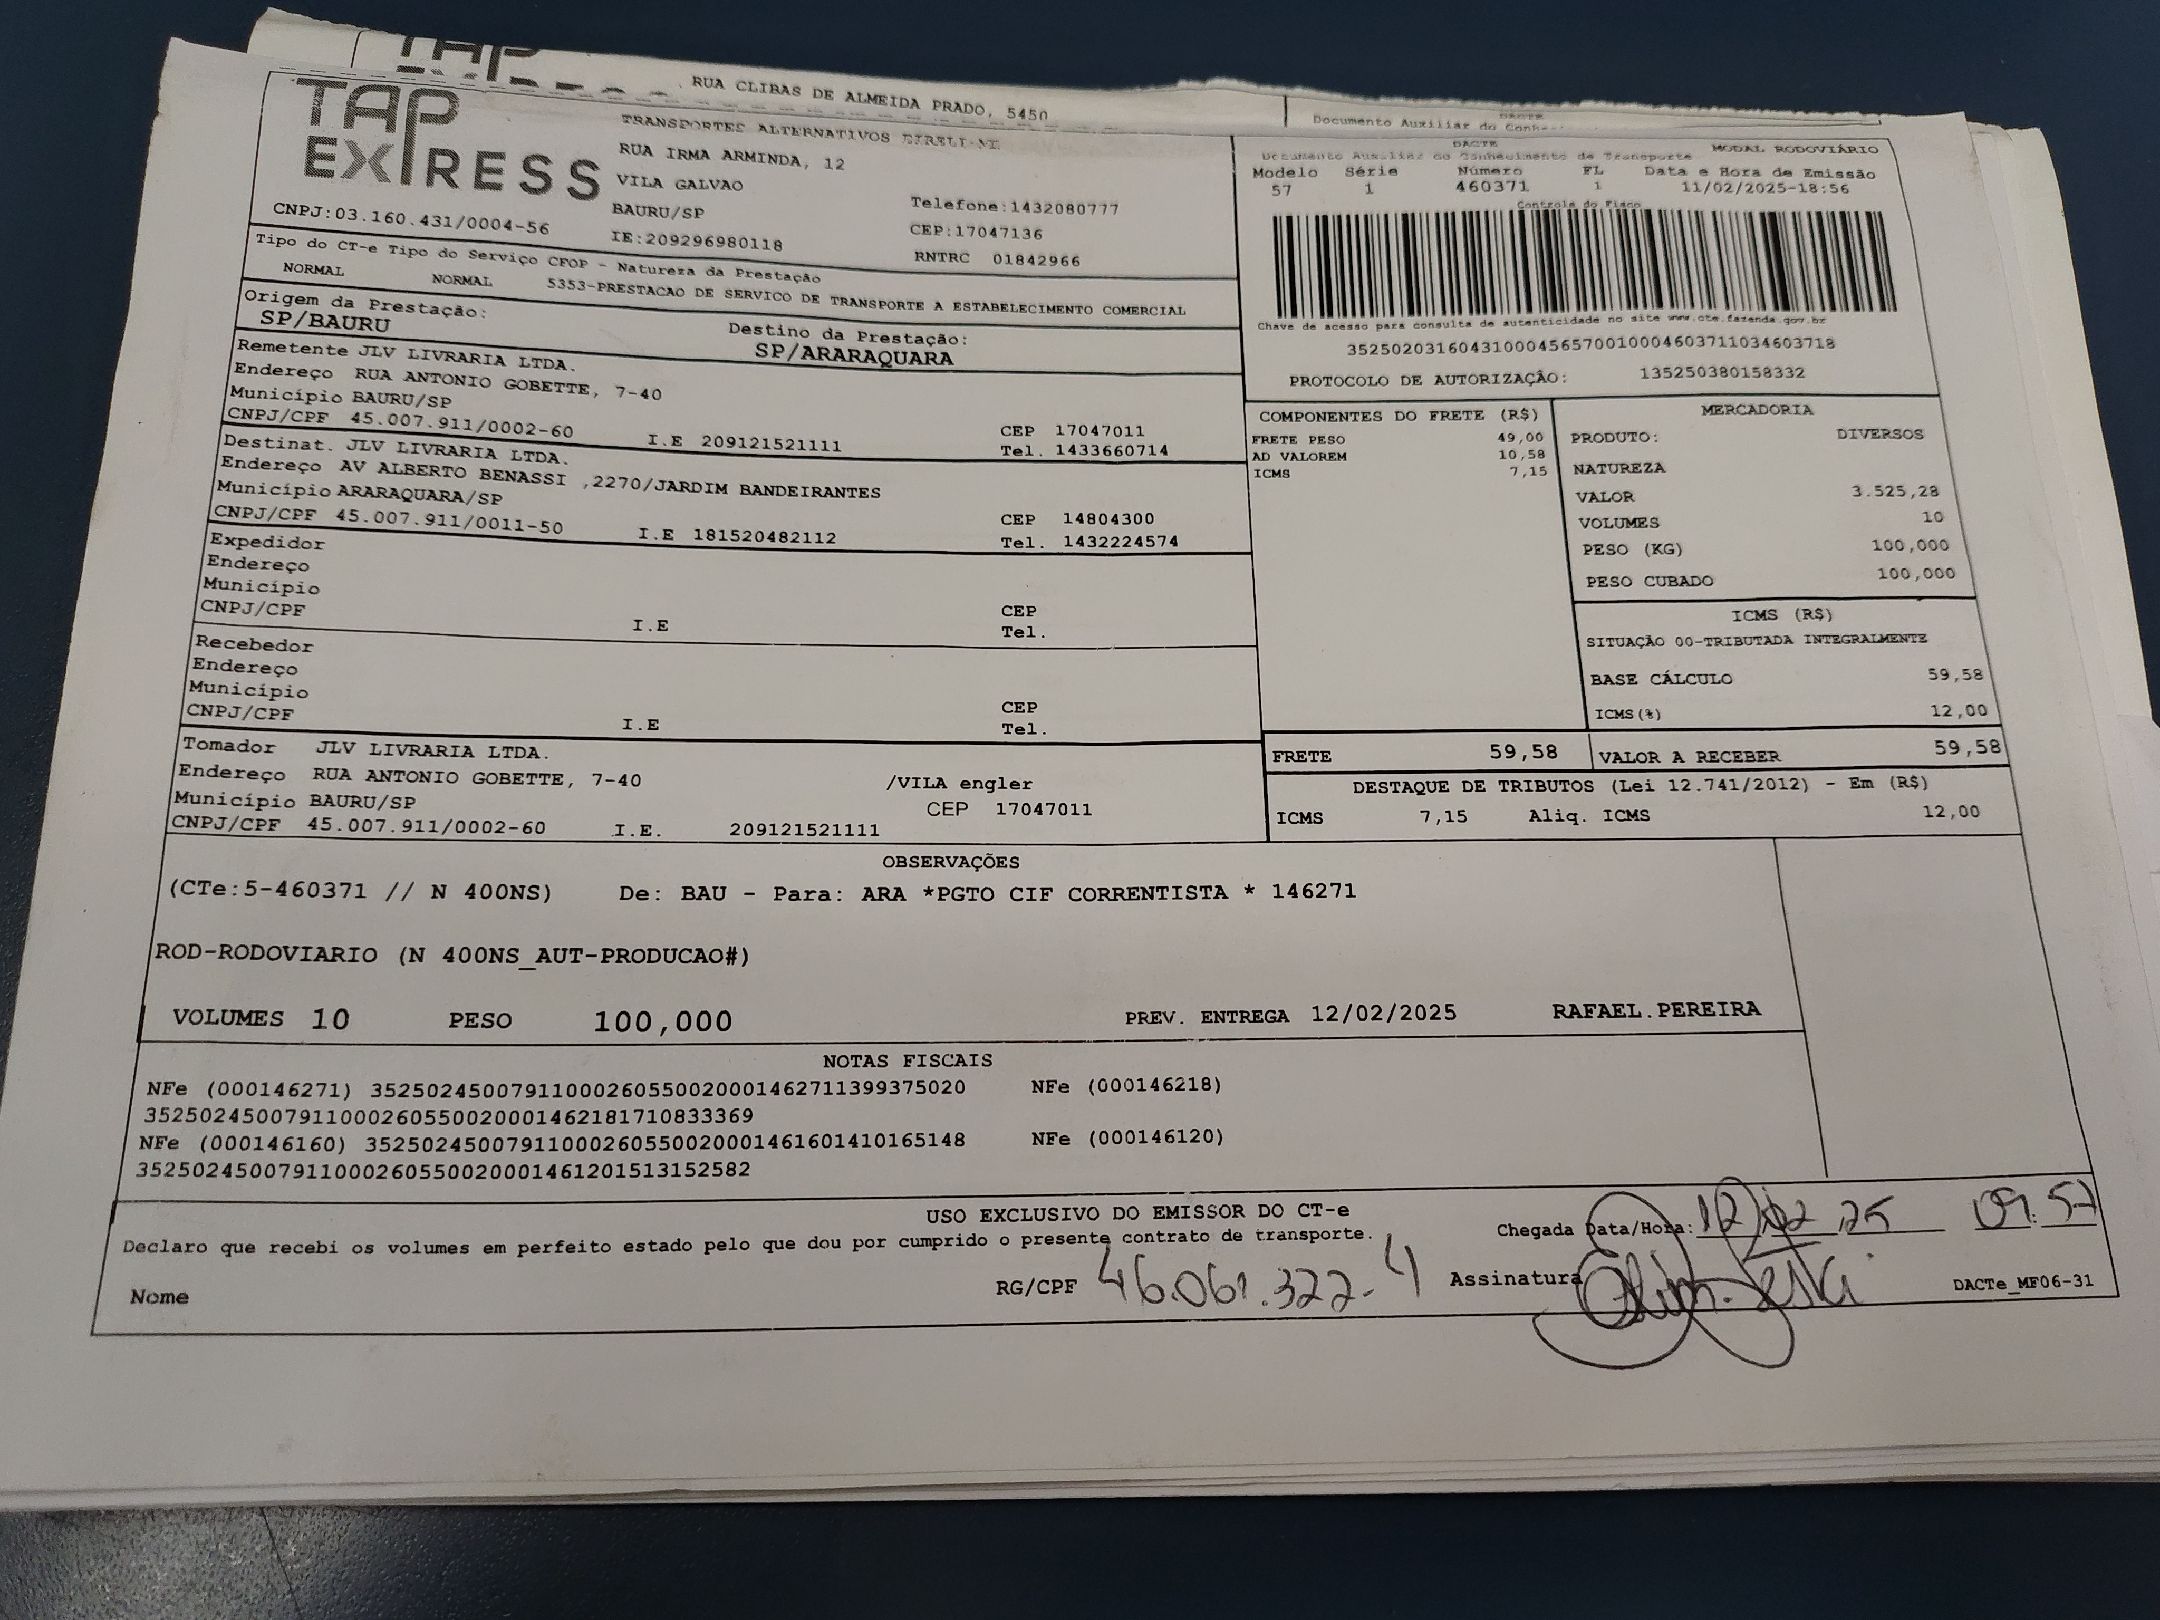 RUA CLIBAS DE ALMEIDA PRADO, 5450
Documento Auxiliar do
TAP
EXPRESS
TRANSPORTES ALTERNATIVOS EIRELI-ME
RUA IRMA ARMINDA, 12
VILA GALVAO
BAURU/SP
IE:209296980118
Telefone:1432080777
CEP:17047136
RNTRC 01842966
CNPJ:03.160.431/0004-56
DACTE
Documento Auxiliar do Conhecimento de Transporte MODAL RODOVIÁRIO
Modelo Série Número FL Data e Hora de Emissão
57 1 460371 1 11/02/2025-18:56
Controle do Fisco
Chave de acesso para consulta de autenticidade no site www.cte.fazenda.gov.br
35250203160431000456570010004603711034603718
PROTOCOLO DE AUTORIZAÇÃO: 135250380158332
Tipo do CT-e Tipo do Serviço CFOP - Natureza da Prestação
NORMAL NORMAL 5353-PRESTACAO DE SERVICO DE TRANSPORTE A ESTABELECIMENTO COMERCIAL
Origem da Prestação: Destino da Prestação:
SP/BAURU SP/ARARAQUARA
Remetente JLV LIVRARIA LTDA.
Endereço RUA ANTONIO GOBETTE, 7-40
Município BAURU/SP CEP 17047011
CNPJ/CPF 45.007.911/0002-60 I.E 209121521111 Tel. 1433660714
Destinat. JLV LIVRARIA LTDA.
Endereço AV ALBERTO BENASSI ,2270/JARDIM BANDEIRANTES
Município ARARAQUARA/SP CEP 14804300
CNPJ/CPF 45.007.911/0011-50 I.E 181520482112 Tel. 1432224574
Expedidor
Endereço
Município CEP
CNPJ/CPF I.E Tel.
Recebedor
Endereço
Município CEP
CNPJ/CPF I.E Tel.
Tomador JLV LIVRARIA LTDA.
Endereço RUA ANTONIO GOBETTE, 7-40 /VILA engler
Município BAURU/SP CEP 17047011
CNPJ/CPF 45.007.911/0002-60 I.E. 209121521111
COMPONENTES DO FRETE (R$)
FRETE PESO 49,00
AD VALOREM 10,58
ICMS 7,15
MERCADORIA
PRODUTO: DIVERSOS
NATUREZA
VALOR 3.525,28
VOLUMES 10
PESO (KG) 100,000
PESO CUBADO 100,000
ICMS (R$)
SITUAÇÃO 00-TRIBUTADA INTEGRALMENTE
BASE CÁLCULO 59,58
ICMS(%) 12,00
FRETE 59,58 VALOR A RECEBER 59,58
DESTAQUE DE TRIBUTOS (Lei 12.741/2012) - Em (R$)
ICMS 7,15 Aliq. ICMS 12,00
OBSERVAÇÕES
(CTe:5-460371 // N 400NS) De: BAU - Para: ARA *PGTO CIF CORRENTISTA * 146271
ROD-RODOVIARIO (N 400NS_AUT-PRODUCAO#)
VOLUMES 10 PESO 100,000 PREV. ENTREGA 12/02/2025 RAFAEL.PEREIRA
NOTAS FISCAIS
NFe (000146271) 35250245007911000260550020001462711399375020 NFe (000146218)
35250245007911000260550020001462181710833369
NFe (000146160) 35250245007911000260550020001461601410165148 NFe (000146120)
35250245007911000260550020001461201513152582
USO EXCLUSIVO DO EMISSOR DO CT-e
Declaro que recebi os volumes em perfeito estado pelo que dou por cumprido o presente contrato de transporte.
Chegada Data/Hora: 12 02 25 09:57
Nome RG/CPF 46.061.322-4 Assinatura
DACTe_MF06-31